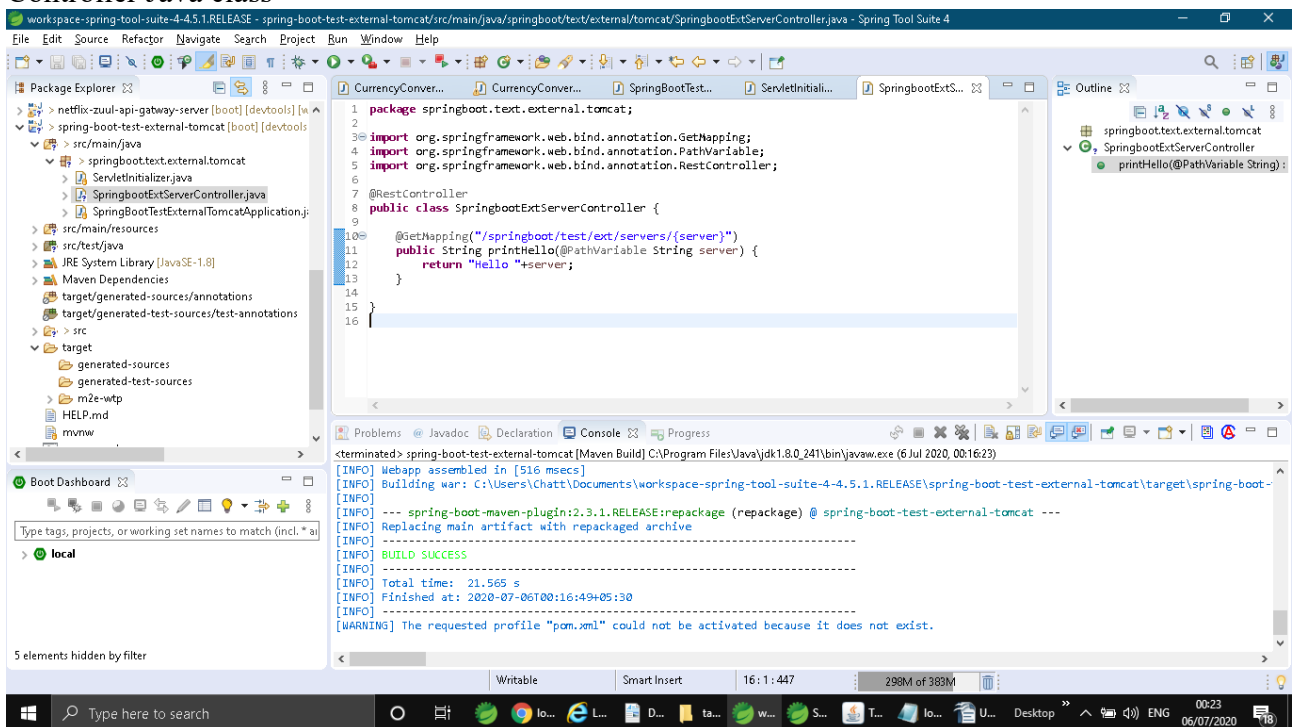 Controller Java class
workspace-spring-tool-suite-4-4.5.1.RELEASE - spring-boot-test-external-tomcat/src/main/java/springboot/text/external/tomcat/SpringbootExtServerController.java - Spring Tool Suite 4
File Edit Source Refactor Navigate Search Project Run Window Help
Package Explorer
> netflix-zuul-api-gatway-server [boot] [devtools] [w
> spring-boot-test-external-tomcat [boot] [devtools
> src/main/java
> springboot.text.external.tomcat
ServletInitializer.java
SpringbootExtServerController.java
SpringBootTestExternalTomcatApplication.j
src/main/resources
src/test/java
JRE System Library [JavaSE-1.8]
Maven Dependencies
target/generated-sources/annotations
target/generated-test-sources/test-annotations
> src
target
generated-sources
generated-test-sources
m2e-wtp
HELP.md
mvnw
Boot Dashboard
Type tags, projects, or working set names to match (incl. * ai
local
5 elements hidden by filter
CurrencyConver... CurrencyConver... SpringBootTest... ServletInitiali... SpringbootExtS...
1 package springboot.text.external.tomcat;
2
3 import org.springframework.web.bind.annotation.GetMapping;
4 import org.springframework.web.bind.annotation.PathVariable;
5 import org.springframework.web.bind.annotation.RestController;
6
7 @RestController
8 public class SpringbootExtServerController {
9
10 @GetMapping("/springboot/test/ext/servers/{server}")
11 public String printHello(@PathVariable String server) {
12 return "Hello "+server;
13 }
14
15 }
16
Outline
springboot.text.external.tomcat
SpringbootExtServerController
printHello(@PathVariable String) :
Problems @ Javadoc Declaration Console Progress
<terminated> spring-boot-test-external-tomcat [Maven Build] C:\Program Files\Java\jdk1.8.0_241\bin\javaw.exe (6 Jul 2020, 00:16:23)
[INFO] Webapp assembled in [516 msecs]
[INFO] Building war: C:\Users\Chatt\Documents\workspace-spring-tool-suite-4-4.5.1.RELEASE\spring-boot-test-external-tomcat\target\spring-boot-
[INFO]
[INFO] --- spring-boot-maven-plugin:2.3.1.RELEASE:repackage (repackage) @ spring-boot-test-external-tomcat ---
[INFO] Replacing main artifact with repackaged archive
[INFO] ------------------------------------------------------------------------
[INFO] BUILD SUCCESS
[INFO] ------------------------------------------------------------------------
[INFO] Total time: 21.565 s
[INFO] Finished at: 2020-07-06T00:16:49+05:30
[INFO] ------------------------------------------------------------------------
[WARNING] The requested profile "pom.xml" could not be activated because it does not exist.
Writable Smart Insert 16 : 1 : 447 298M of 383M
Type here to search
lo... L... D... ta... w... S... T... lo... U... Desktop ENG 00:23
06/07/2020
18